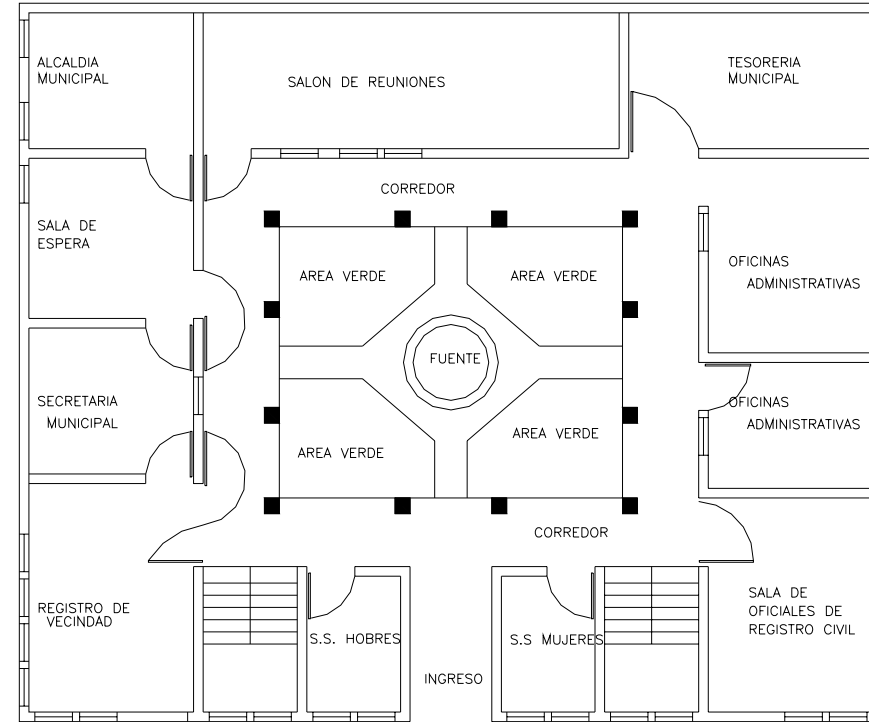 ALCALDIA
MUNICIPAL
SALON DE REUNIONES
TESORERIA
MUNICIPAL
CORREDOR
SALA DE
ESPERA
AREA VERDE
AREA VERDE
OFICINAS
ADMINISTRATIVAS
FUENTE
SECRETARIA
MUNICIPAL
AREA VERDE
AREA VERDE
OFICINAS
ADMINISTRATIVAS
CORREDOR
REGISTRO DE
VECINDAD
S.S. HOBRES
S.S MUJERES
SALA DE
OFICIALES DE
REGISTRO CIVIL
INGRESO